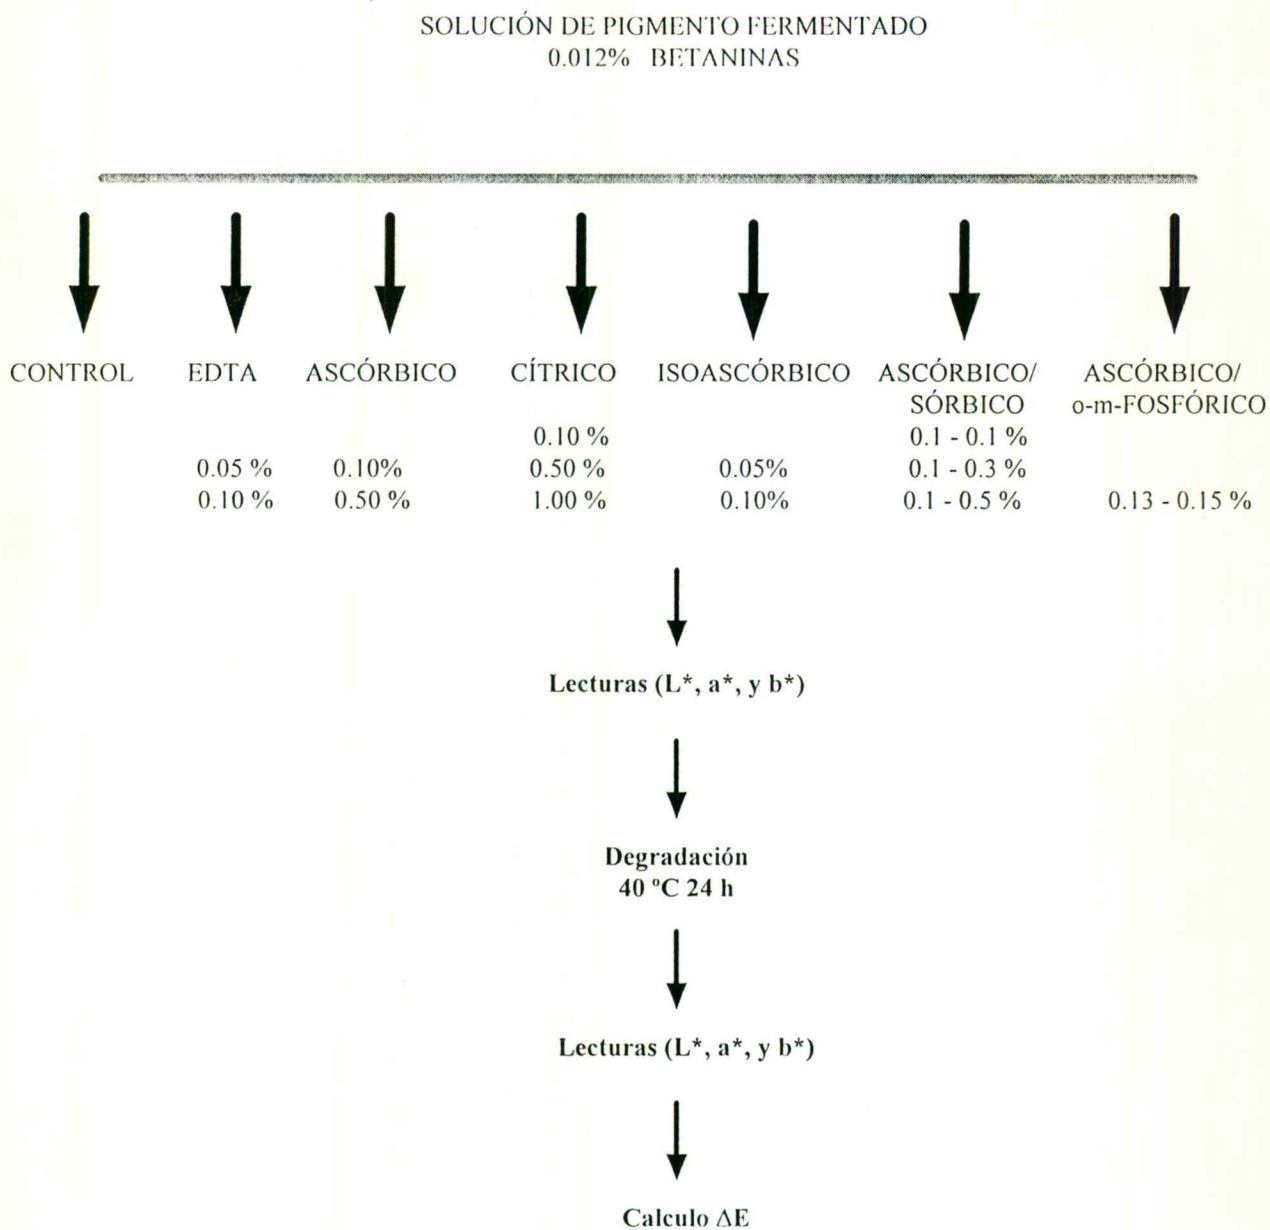 SOLUCIÓN DE PIGMENTO FERMENTADO
0.012% BETANINAS
CONTROL EDTA ASCÓRBICO CÍTRICO ISOASCÓRBICO ASCÓRBICO/ ASCÓRBICO/
SÓRBICO o-m-FOSFÓRICO
0.10 % 0.1 - 0.1 %
0.05 % 0.10% 0.50 % 0.05% 0.1 - 0.3 %
0.10 % 0.50 % 1.00 % 0.10% 0.1 - 0.5 % 0.13 - 0.15 %
Lecturas (L*, a*, y b*)
Degradación
40 ºC 24 h
Lecturas (L*, a*, y b*)
Calculo ΔE